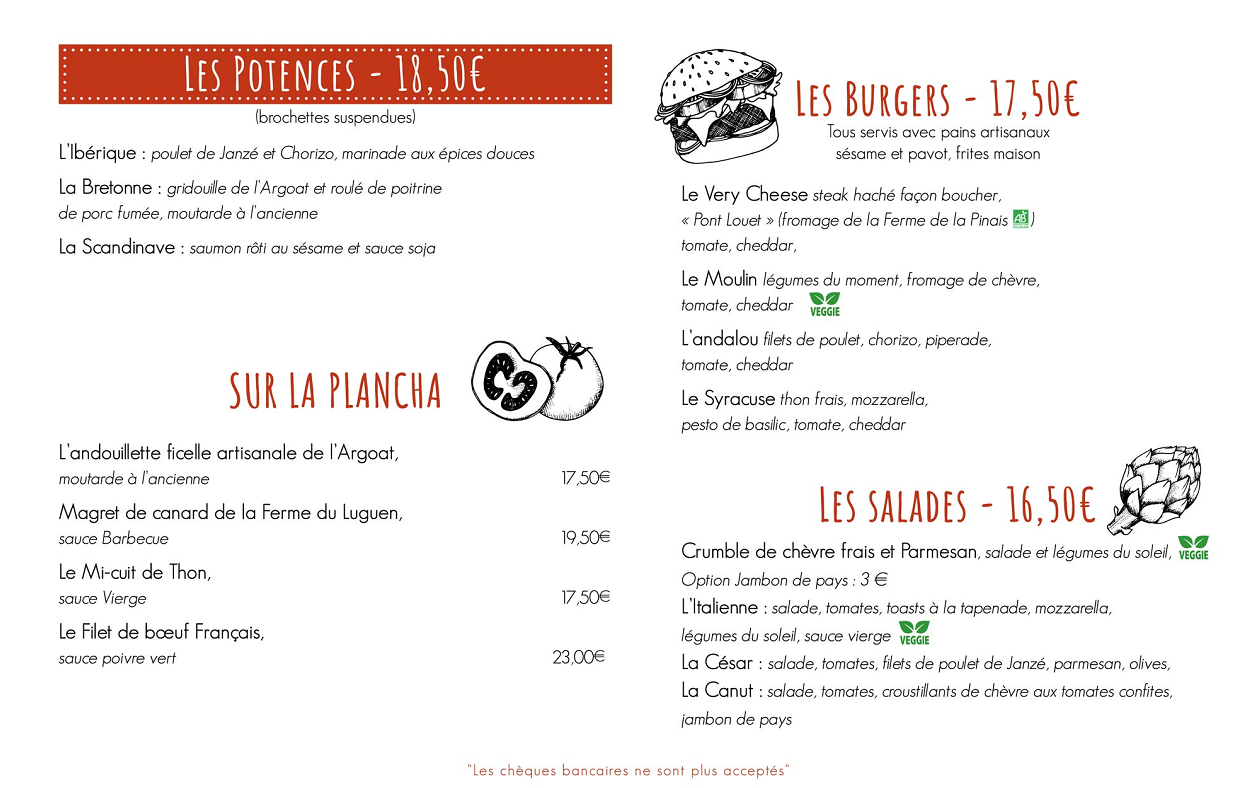 Les Potences - 18,50€
(brochettes suspendues)
L'Ibérique : poulet de Janzé et Chorizo, marinade aux épices douces
La Bretonne : gridouille de l'Argoat et roulé de poitrine
de porc fumée, moutarde à l'ancienne
La Scandinave : saumon rôti au sésame et sauce soja
SUR LA PLANCHA
L'andouillette ficelle artisanale de l'Argoat,
moutarde à l'ancienne 17,50€
Magret de canard de la Ferme du Luguen,
sauce Barbecue 19,50€
Le Mi-cuit de Thon,
sauce Vierge 17,50€
Le Filet de bœuf Français,
sauce poivre vert 23,00€
Les Burgers - 17,50€
Tous servis avec pains artisanaux
sésame et pavot, frites maison
Le Very Cheese steak haché façon boucher,
« Pont Louet » (fromage de la Ferme de la Pinais AB )
tomate, cheddar,
Le Moulin légumes du moment, fromage de chèvre,
tomate, cheddar VEGGIE
L'andalou filets de poulet, chorizo, piperade,
tomate, cheddar
Le Syracuse thon frais, mozzarella,
pesto de basilic, tomate, cheddar
Les salades - 16,50€
Crumble de chèvre frais et Parmesan, salade et légumes du soleil, VEGGIE
Option Jambon de pays : 3 €
L'Italienne : salade, tomates, toasts à la tapenade, mozzarella,
légumes du soleil, sauce vierge VEGGIE
La César : salade, tomates, filets de poulet de Janzé, parmesan, olives,
La Canut : salade, tomates, croustillants de chèvre aux tomates confites,
jambon de pays
"Les chèques bancaires ne sont plus acceptés"